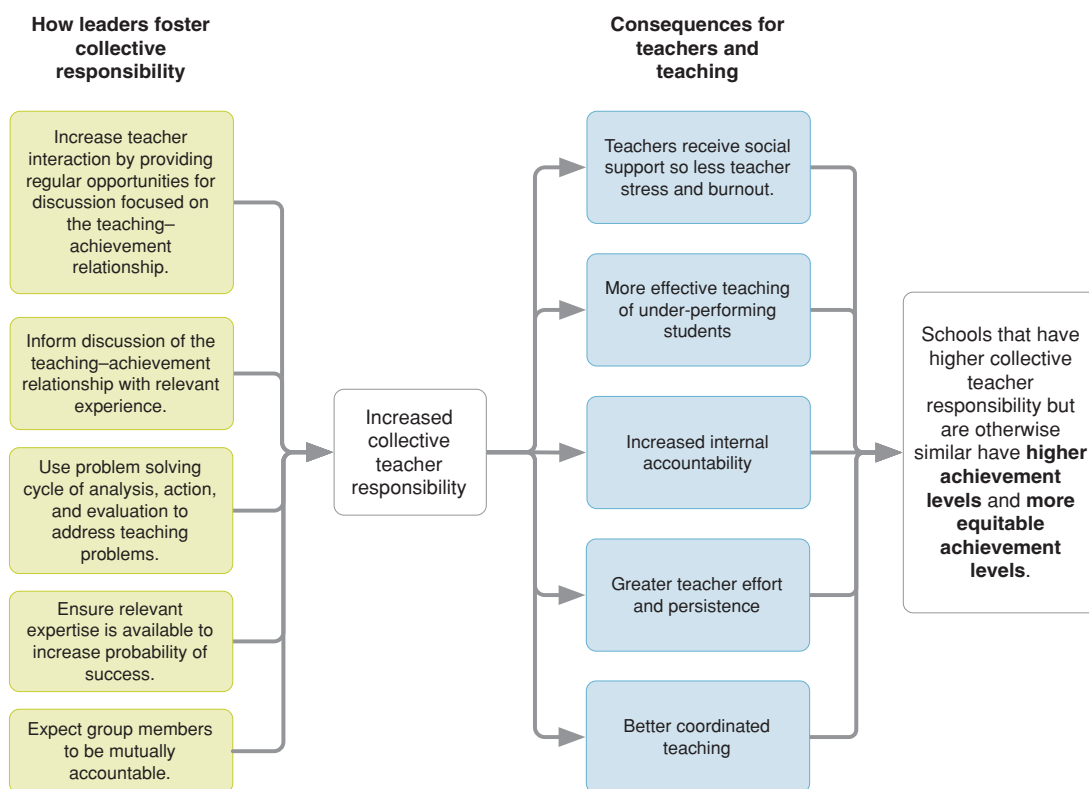 How leaders foster
collective
responsibility
Increase teacher
interaction by providing
regular opportunities for
discussion focused on
the teaching–
achievement
relationship.
Inform discussion of the
teaching–achievement
relationship with relevant
experience.
Use problem solving
cycle of analysis, action,
and evaluation to
address teaching
problems.
Ensure relevant
expertise is available to
increase probability of
success.
Expect group members
to be mutually
accountable.
Increased
collective
teacher
responsibility
Consequences for
teachers and
teaching
Teachers receive social
support so less teacher
stress and burnout.
More effective teaching
of under-performing
students
Increased internal
accountability
Greater teacher effort
and persistence
Better coordinated
teaching
Schools that have
higher collective
teacher
responsibility but
are otherwise
similar have higher
achievement
levels and more
equitable
achievement
levels.